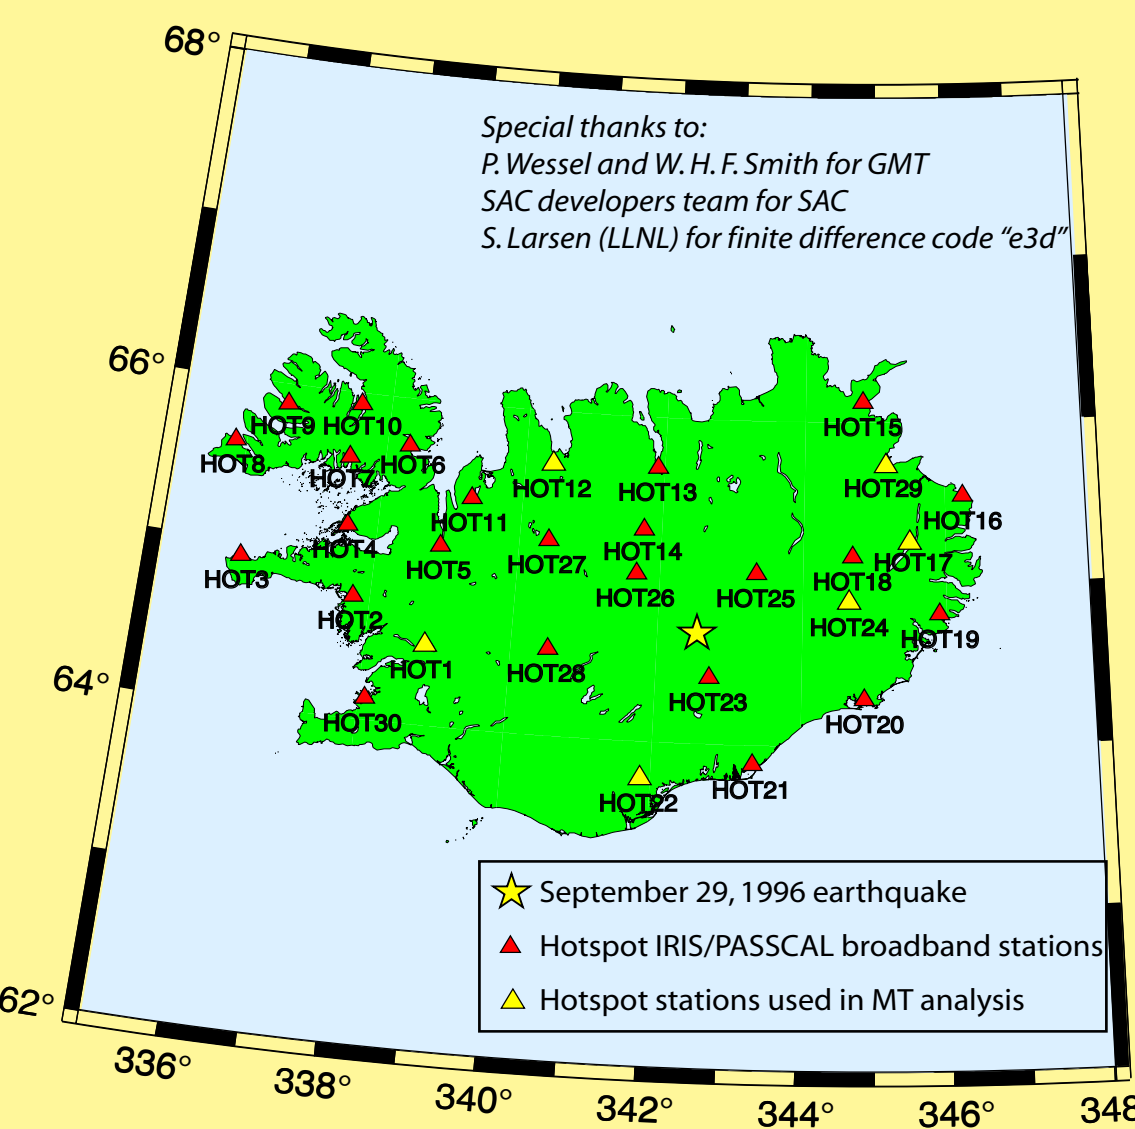 68°
Special thanks to:
P. Wessel and W. H. F. Smith for GMT
SAC developers team for SAC
S. Larsen (LLNL) for finite difference code “e3d”
66°
HOT9 HOT10
HOT15
HOT8 HOT7 HOT6
HOT12 HOT13 HOT29
HOT11 HOT16
HOT4 HOT5 HOT27 HOT14 HOT17
HOT3 HOT18
HOT26 HOT25
HOT2 HOT24 HOT19
64°
HOT1 HOT28
HOT23
HOT30 HOT20
HOT22 HOT21
September 29, 1996 earthquake
Hotspot IRIS/PASSCAL broadband stations
Hotspot stations used in MT analysis
62°
336° 338° 340° 342° 344° 346° 348